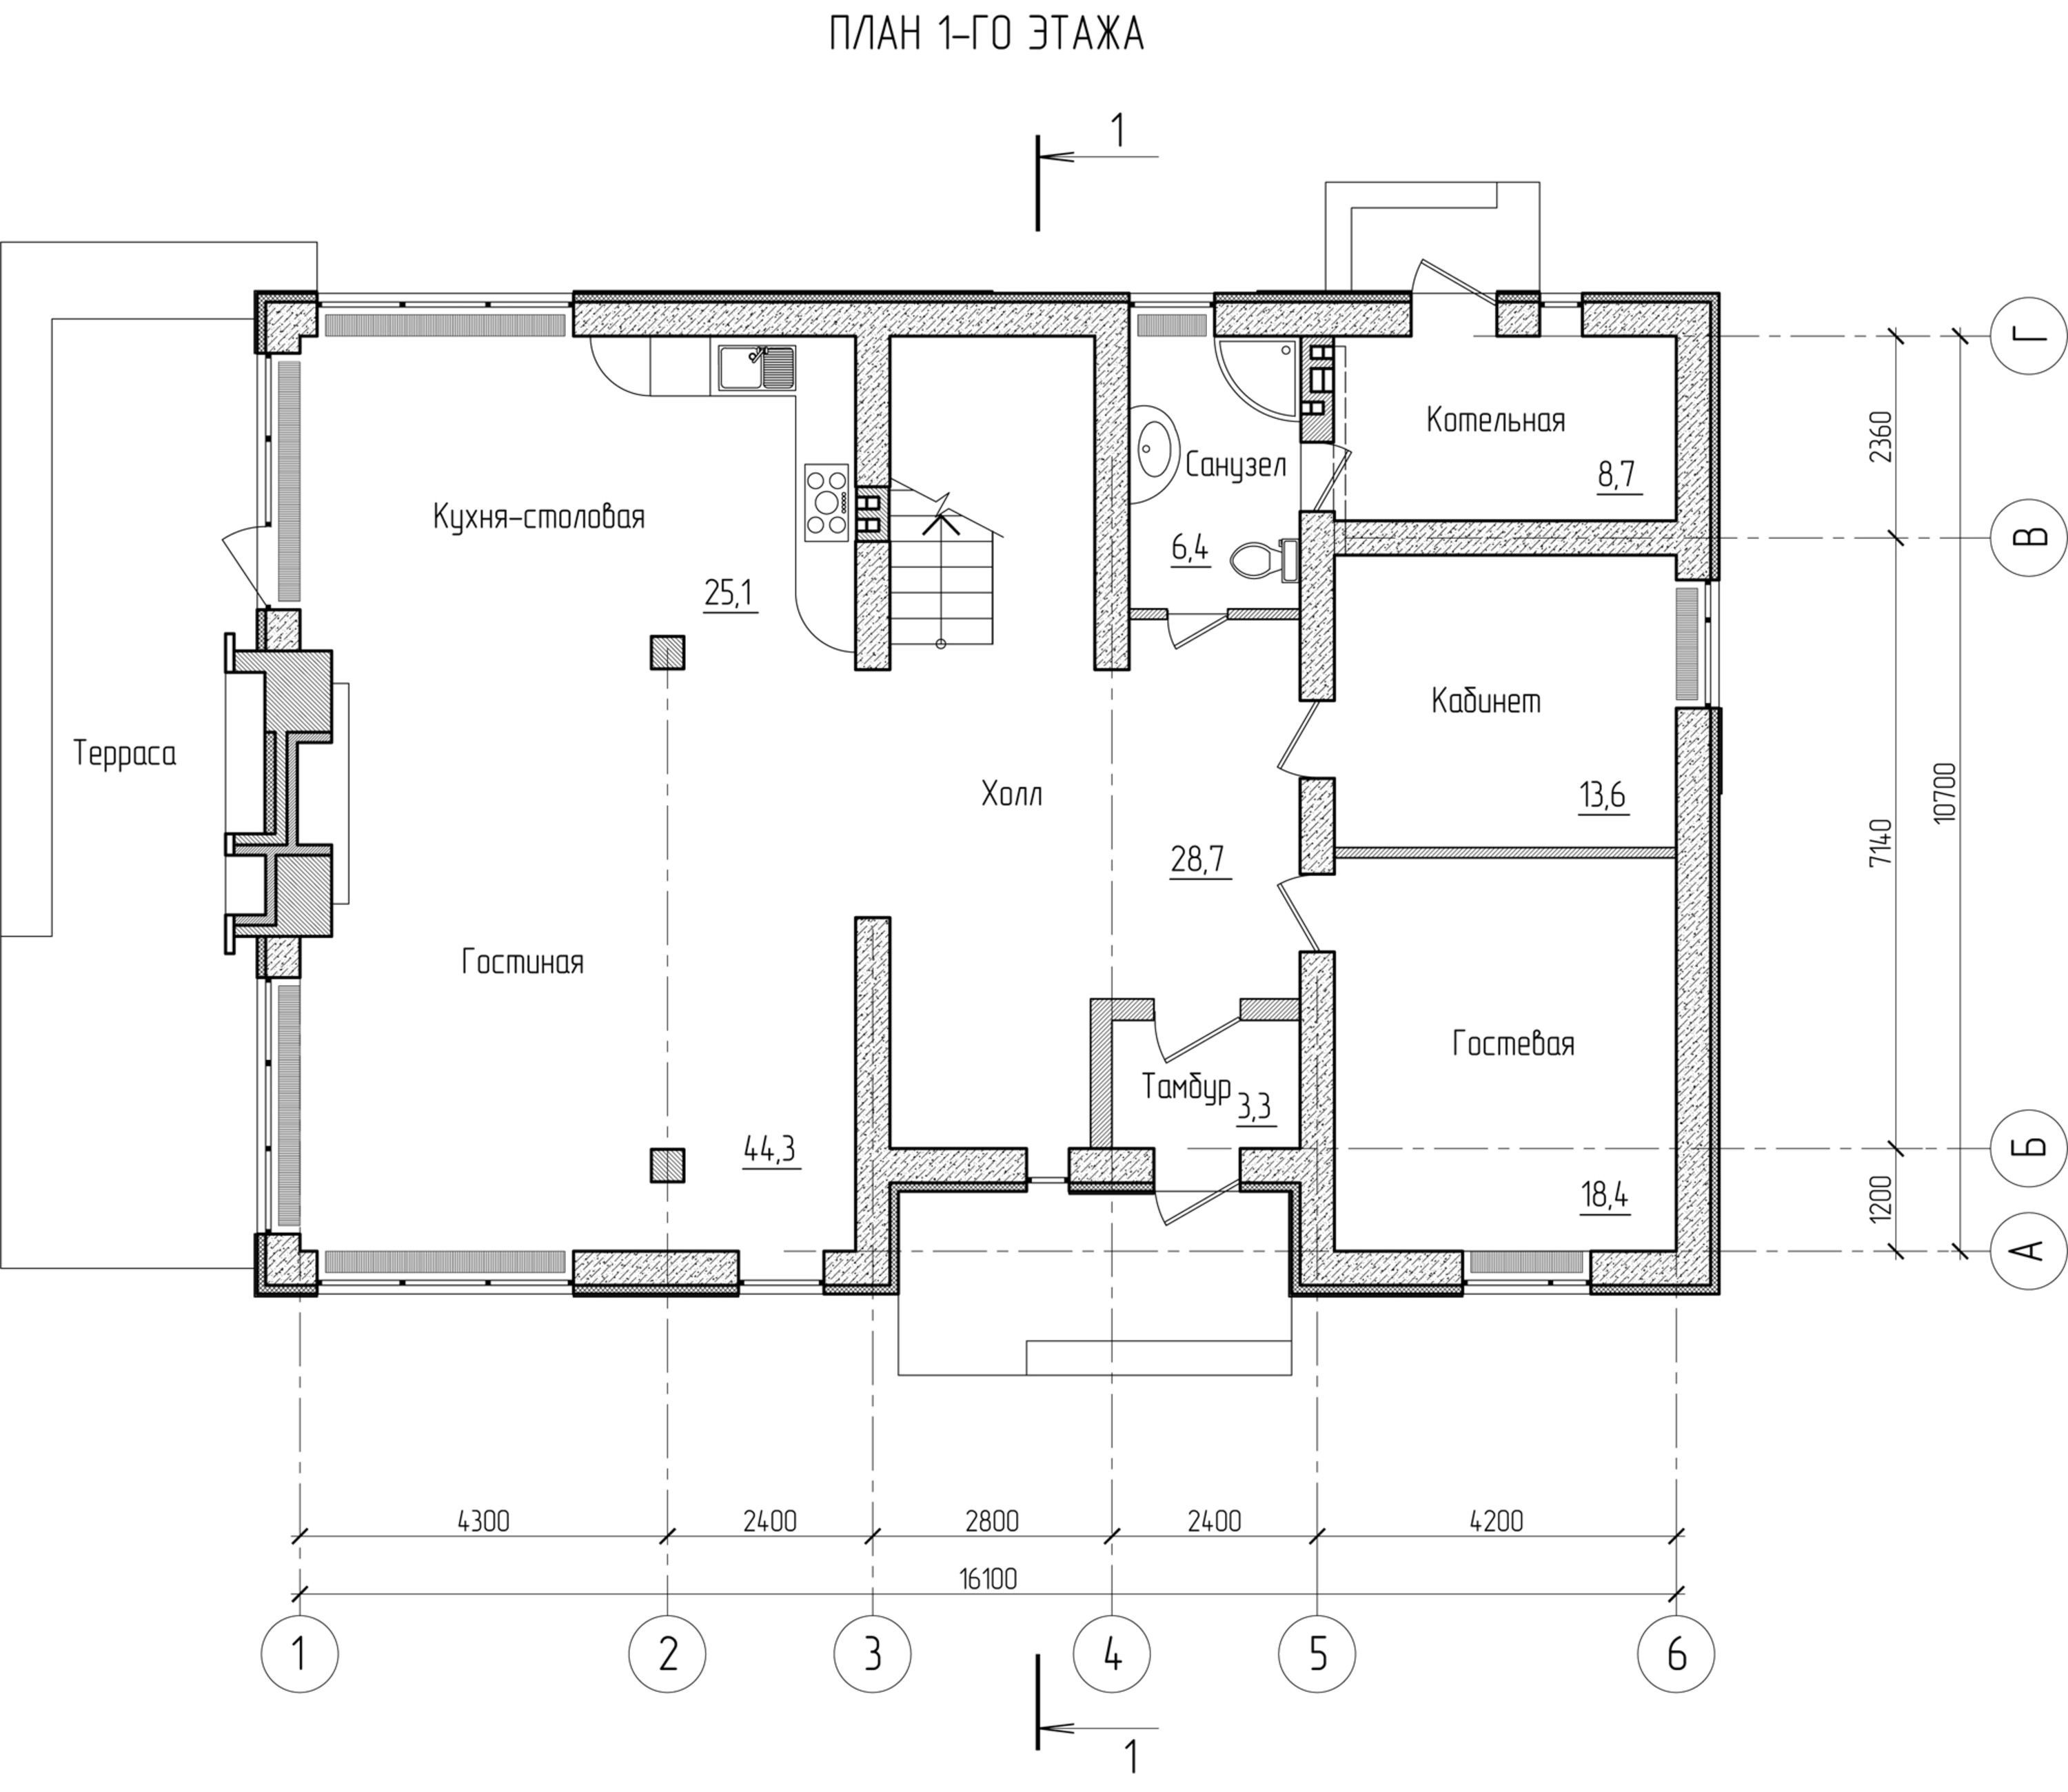 ПЛАН 1-ГО ЭТАЖА
1
Г
Котельная
2360
Санузел
8,7
Кухня-столовая
В
6,4
25,1
Кабинет
Терраса
Холл
13,6
10700
7140
28,7
Гостиная
Гостевая
Тамбур
3,3
44,3
Б
18,4
1200
А
4300 2400 2800 2400 4200
16100
1 2 3 4 5 6
1